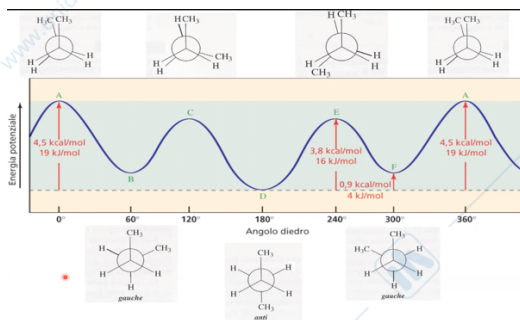 H₃C CH₃
H H
H H
HCH₃
H CH₃
H H
H CH₃
H
CH₃ H
H₃C CH₃
H H
H H
Energia potenziale
A
C
E
A
4,5 kcal/mol
19 kJ/mol
3,8 kcal/mol
16 kJ/mol
4,5 kcal/mol
19 kJ/mol
B
F
0,9 kcal/mol
D
4 kJ/mol
0° 60° 120° 180° 240° 300° 360°
Angolo diedro
CH₃
H CH₃
H H
H
gauche
CH₃
H H
H H
CH₃
anti
CH₃
H₃C H
H H
H
gauche